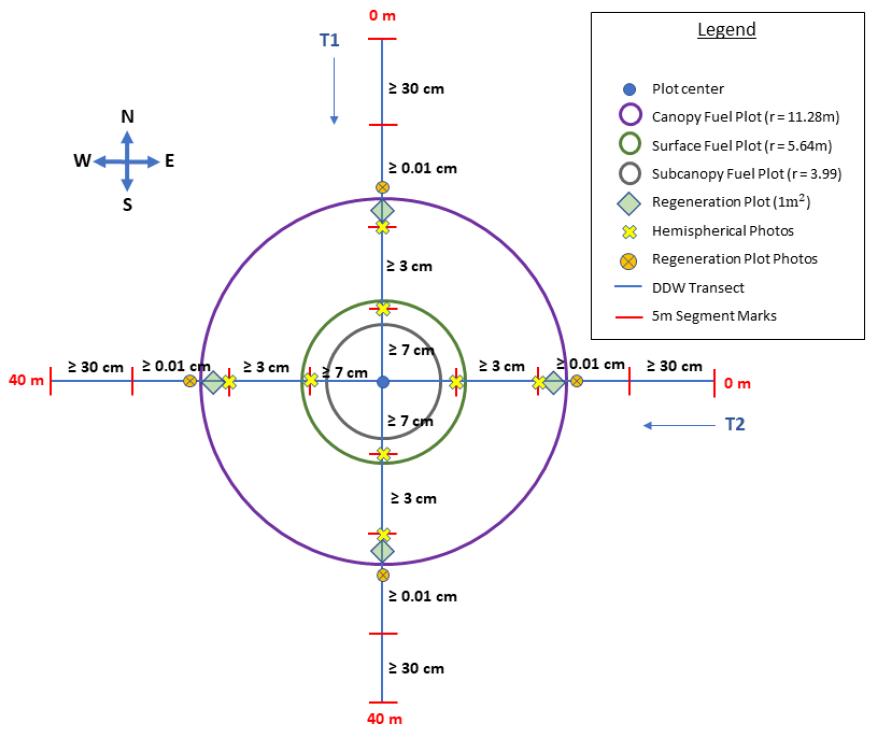 0 m
T1
≥ 30 cm
N
W
E
S
≥ 0.01 cm
≥ 3 cm
≥ 7 cm
40 m
≥ 30 cm
≥ 0.01 cm
≥ 3 cm
≥ 7 cm
≥ 3 cm
≥ 0.01 cm
≥ 30 cm
0 m
≥ 7 cm
T2
≥ 3 cm
≥ 0.01 cm
≥ 30 cm
40 m
Legend
Plot center
Canopy Fuel Plot (r = 11.28m)
Surface Fuel Plot (r = 5.64m)
Subcanopy Fuel Plot (r = 3.99)
Regeneration Plot (1m²)
Hemispherical Photos
Regeneration Plot Photos
DDW Transect
5m Segment Marks